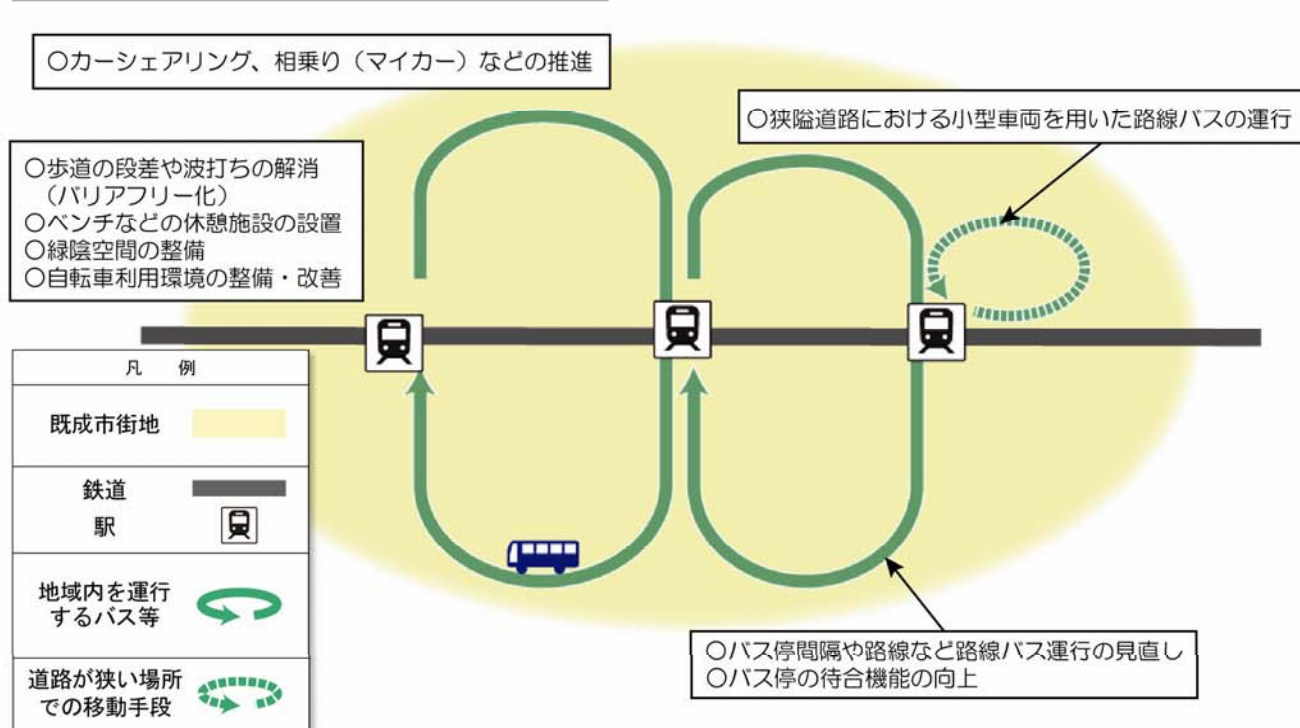 ○カーシェアリング、相乗り（マイカー）などの推進
○狭隘道路における小型車両を用いた路線バスの運行
○歩道の段差や波打ちの解消
（バリアフリー化）
○ベンチなどの休憩施設の設置
○緑陰空間の整備
○自転車利用環境の整備・改善
凡　例
既成市街地
鉄道
駅
地域内を運行
するバス等
道路が狭い場所
での移動手段
○バス停間隔や路線など路線バス運行の見直し
○バス停の待合機能の向上